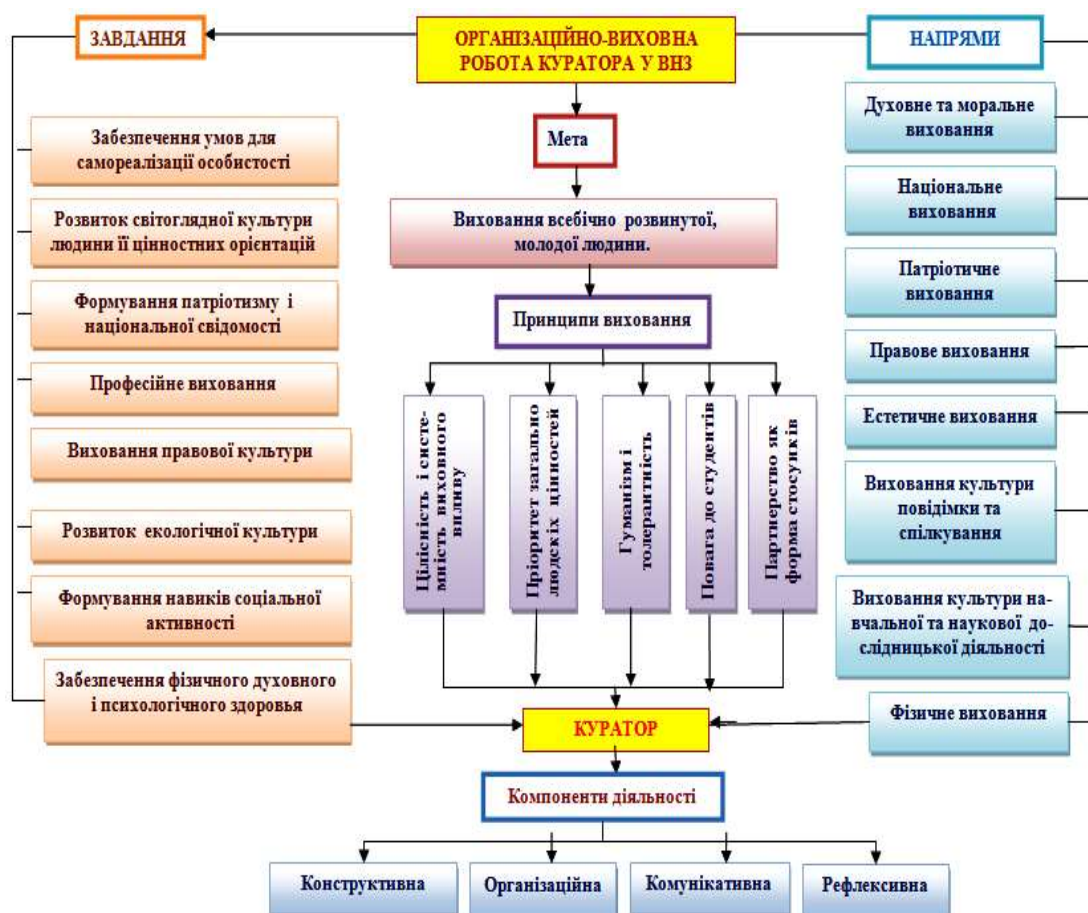 ЗАВДАННЯ
ОРГАНІЗАЦІЙНО-ВИХОВНА
РОБОТА КУРАТОРА У ВНЗ
НАПРЯМИ
Мета
Виховання всебічно розвинутої,
молодої людини.
Принципи виховання
Забезпечення умов для
самореалізації особистості
Розвиток світоглядної культури
людини її цінностних орієнтацій
Формування патріотизму і
національної свідомості
Професійне виховання
Виховання правової культури
Розвиток екологічної культури
Формування навиків соціальної
активності
Забезпечення фізичного духовного
і психологічного здоровья
Цілісність і систе-
мність виховного
впливу
Пріоритет загально
людскіх цінностей
Гуманізм і
толерантність
Повага до студентів
Партнерство як
форма стосунків
Духовне та моральне
виховання
Національне
виховання
Патріотичне
виховання
Правове виховання
Естетичне виховання
Виховання культури
повідімки та
спілкування
Виховання культури на-
вчальної та наукової до-
слідницької діяльності
Фізичне виховання
КУРАТОР
Компоненти діяльності
Конструктивна
Організаційна
Комунікативна
Рефлексивна